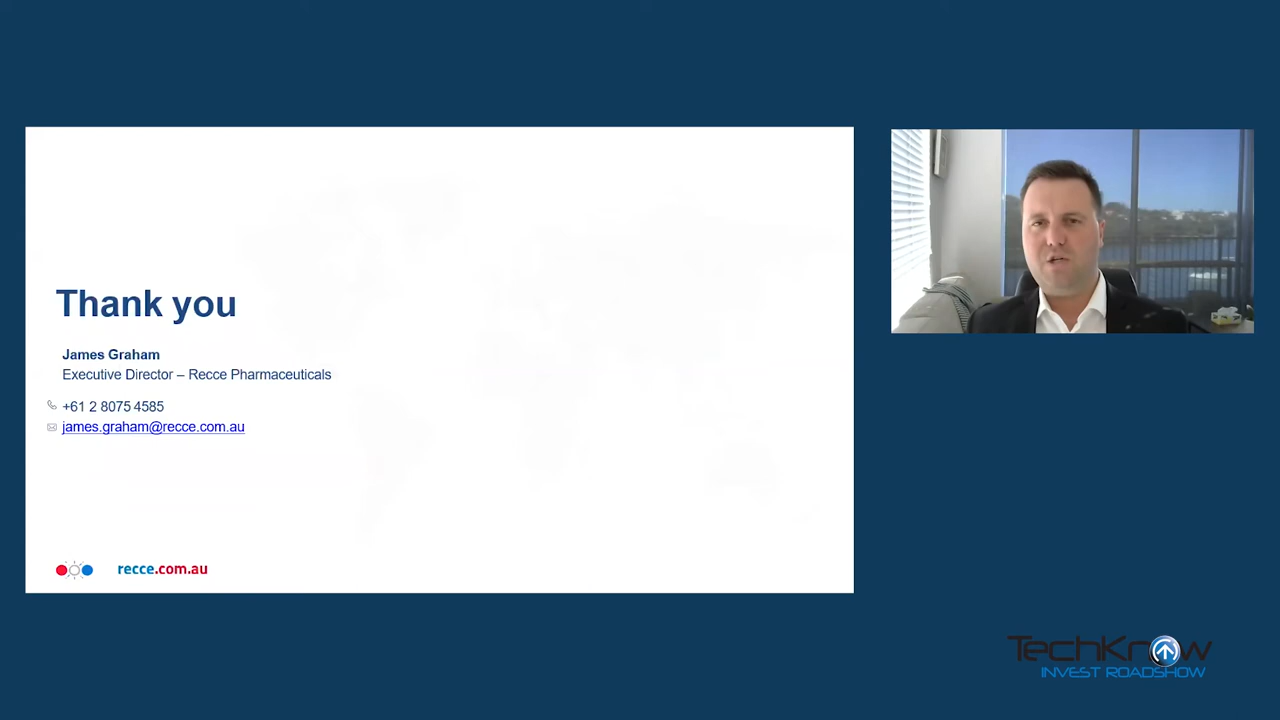 Thank you
James Graham
Executive Director – Recce Pharmaceuticals
+61 2 8075 4585
james.graham@recce.com.au
recce.com.au
TechKnow
INVEST ROADSHOW